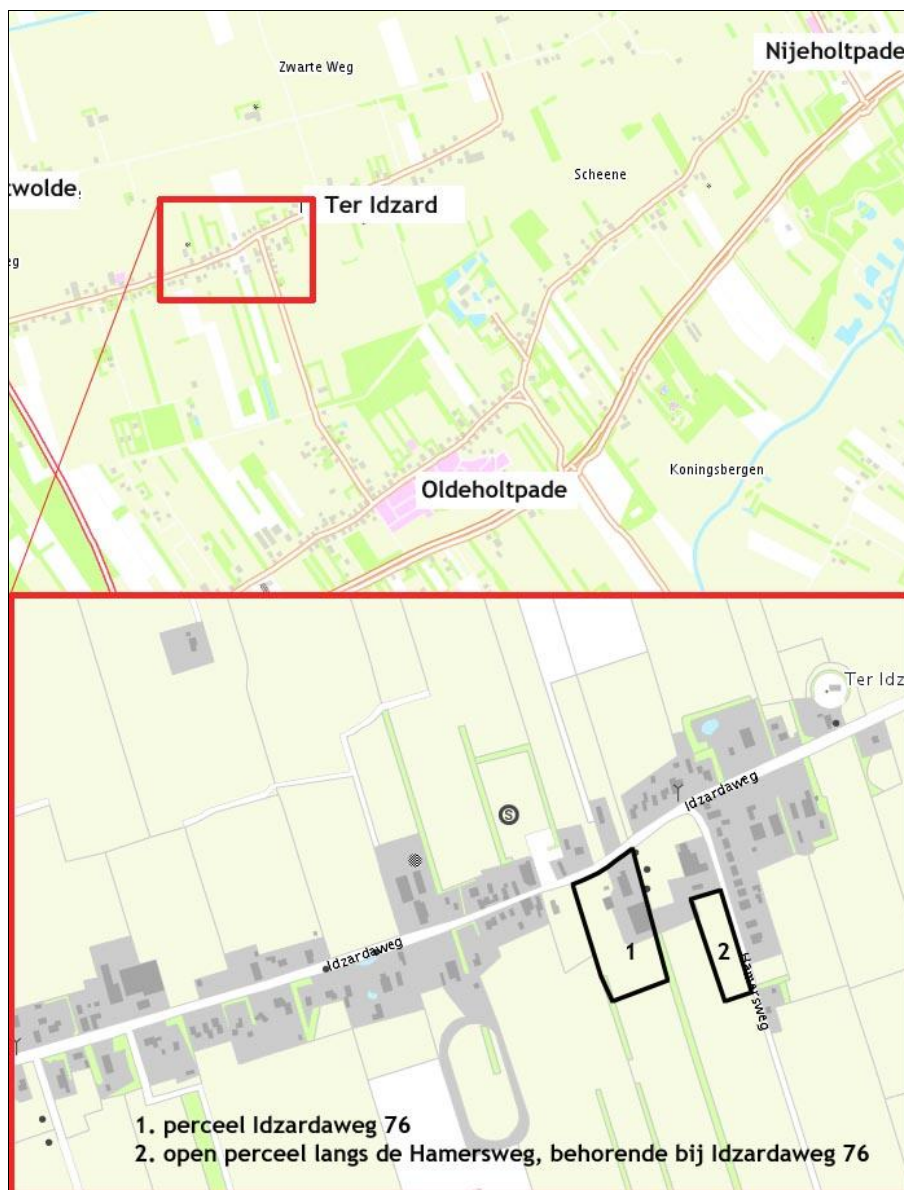 Zwarte Weg
Nijeholtpade
Scheene
Ter Idzard
Oldeholtpade
Koningsbergen
Ter Idz
S
Idzardaweg
Idzardaweg
1
2
Hamersweg
1. perceel Idzardaweg 76
2. open perceel langs de Hamersweg, behorende bij Idzardaweg 76